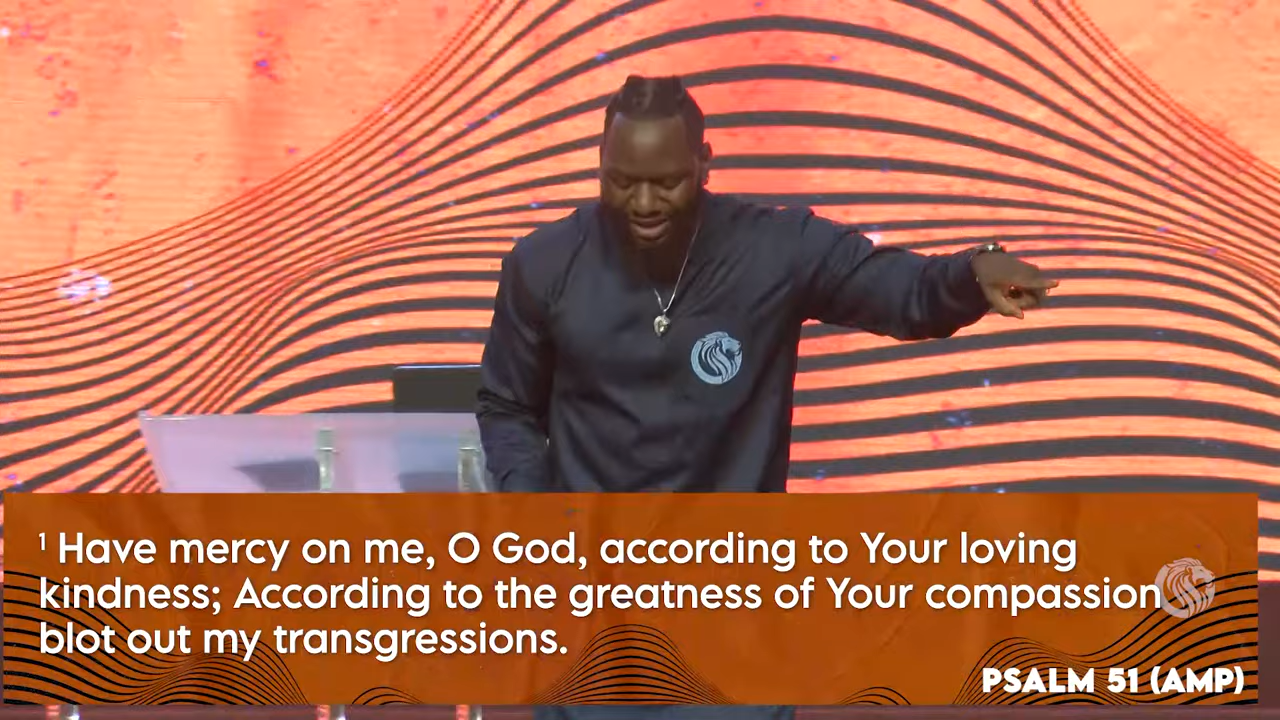 ¹ Have mercy on me, O God, according to Your loving
kindness; According to the greatness of Your compassion
blot out my transgressions.
PSALM 51 (AMP)